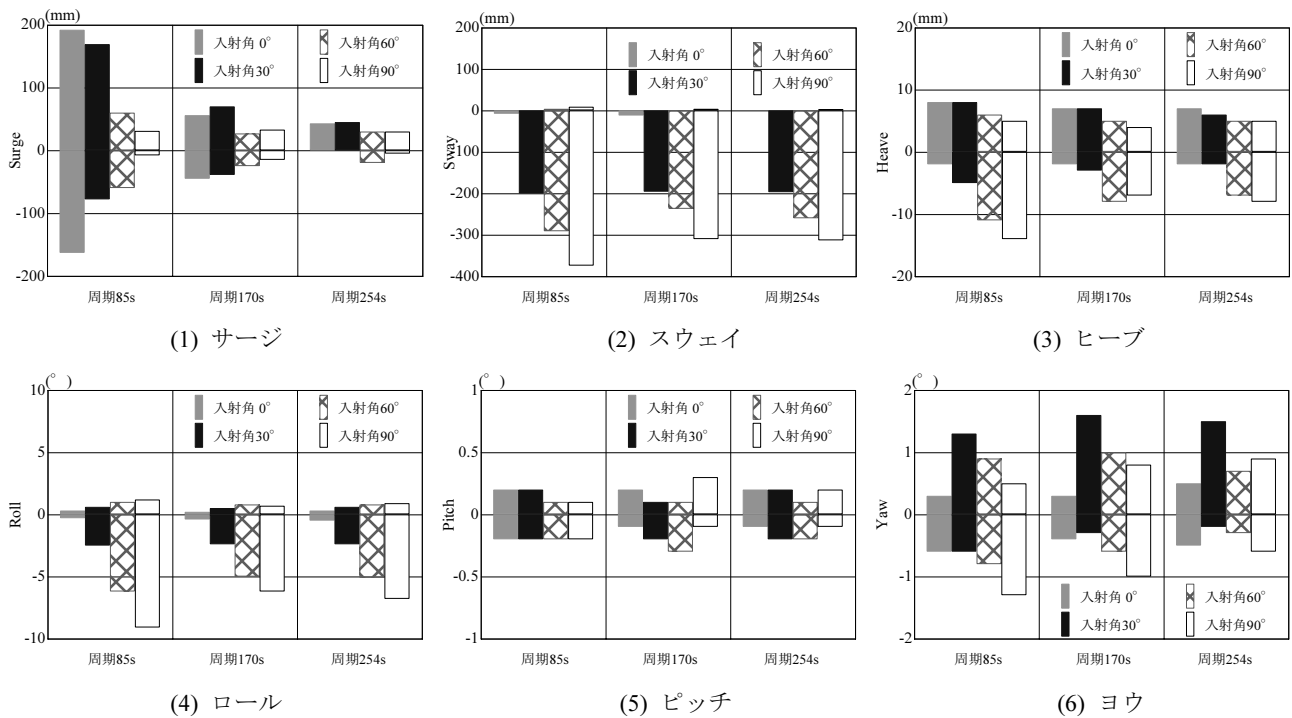 (mm)
200
100
0
-100
-200
Surge
入射角 0°
入射角60°
入射角30°
入射角90°
周期85s
周期170s
周期254s
(1) サージ
(mm)
200
100
0
-100
-200
-300
-400
Sway
入射角 0°
入射角60°
入射角30°
入射角90°
周期85s
周期170s
周期254s
(2) スウェイ
(mm)
20
10
0
-10
-20
Heave
入射角 0°
入射角60°
入射角30°
入射角90°
周期85s
周期170s
周期254s
(3) ヒーブ
(°)
10
5
0
-5
-10
Roll
入射角 0°
入射角60°
入射角30°
入射角90°
周期85s
周期170s
周期254s
(4) ロール
(°)
1
0.5
0
-0.5
-1
Pitch
入射角 0°
入射角60°
入射角30°
入射角90°
周期85s
周期170s
周期254s
(5) ピッチ
(°)
2
1
0
-1
-2
Yaw
入射角 0°
入射角60°
入射角30°
入射角90°
周期85s
周期170s
周期254s
(6) ヨウ